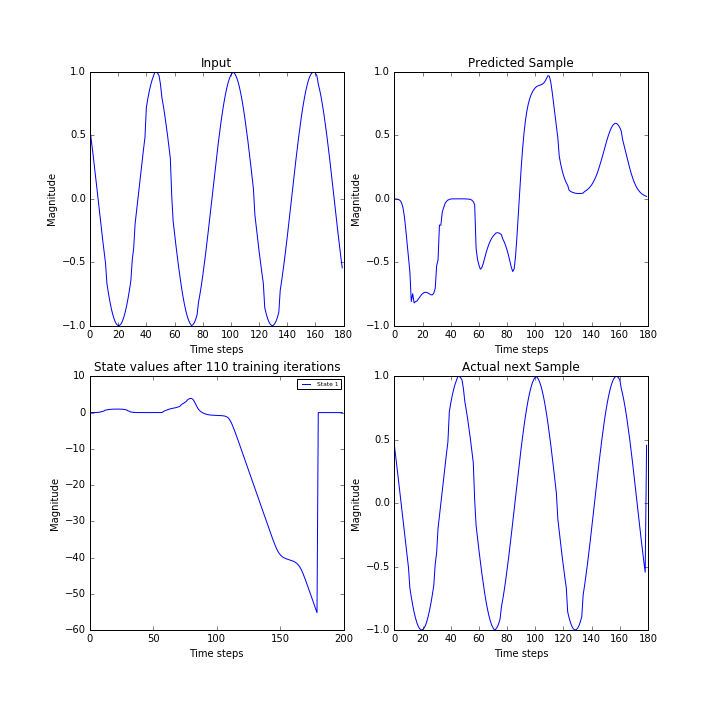 Input
Magnitude
1.0
0.5
0.0
−0.5
−1.0
0 20 40 60 80 100 120 140 160 180
Time steps
Predicted Sample
Magnitude
1.0
0.5
0.0
−0.5
−1.0
0 20 40 60 80 100 120 140 160 180
Time steps
State values after 110 training iterations
State 1
Magnitude
10
0
−10
−20
−30
−40
−50
−60
0 50 100 150 200
Time steps
Actual next Sample
Magnitude
1.0
0.5
0.0
−0.5
−1.0
0 20 40 60 80 100 120 140 160 180
Time steps